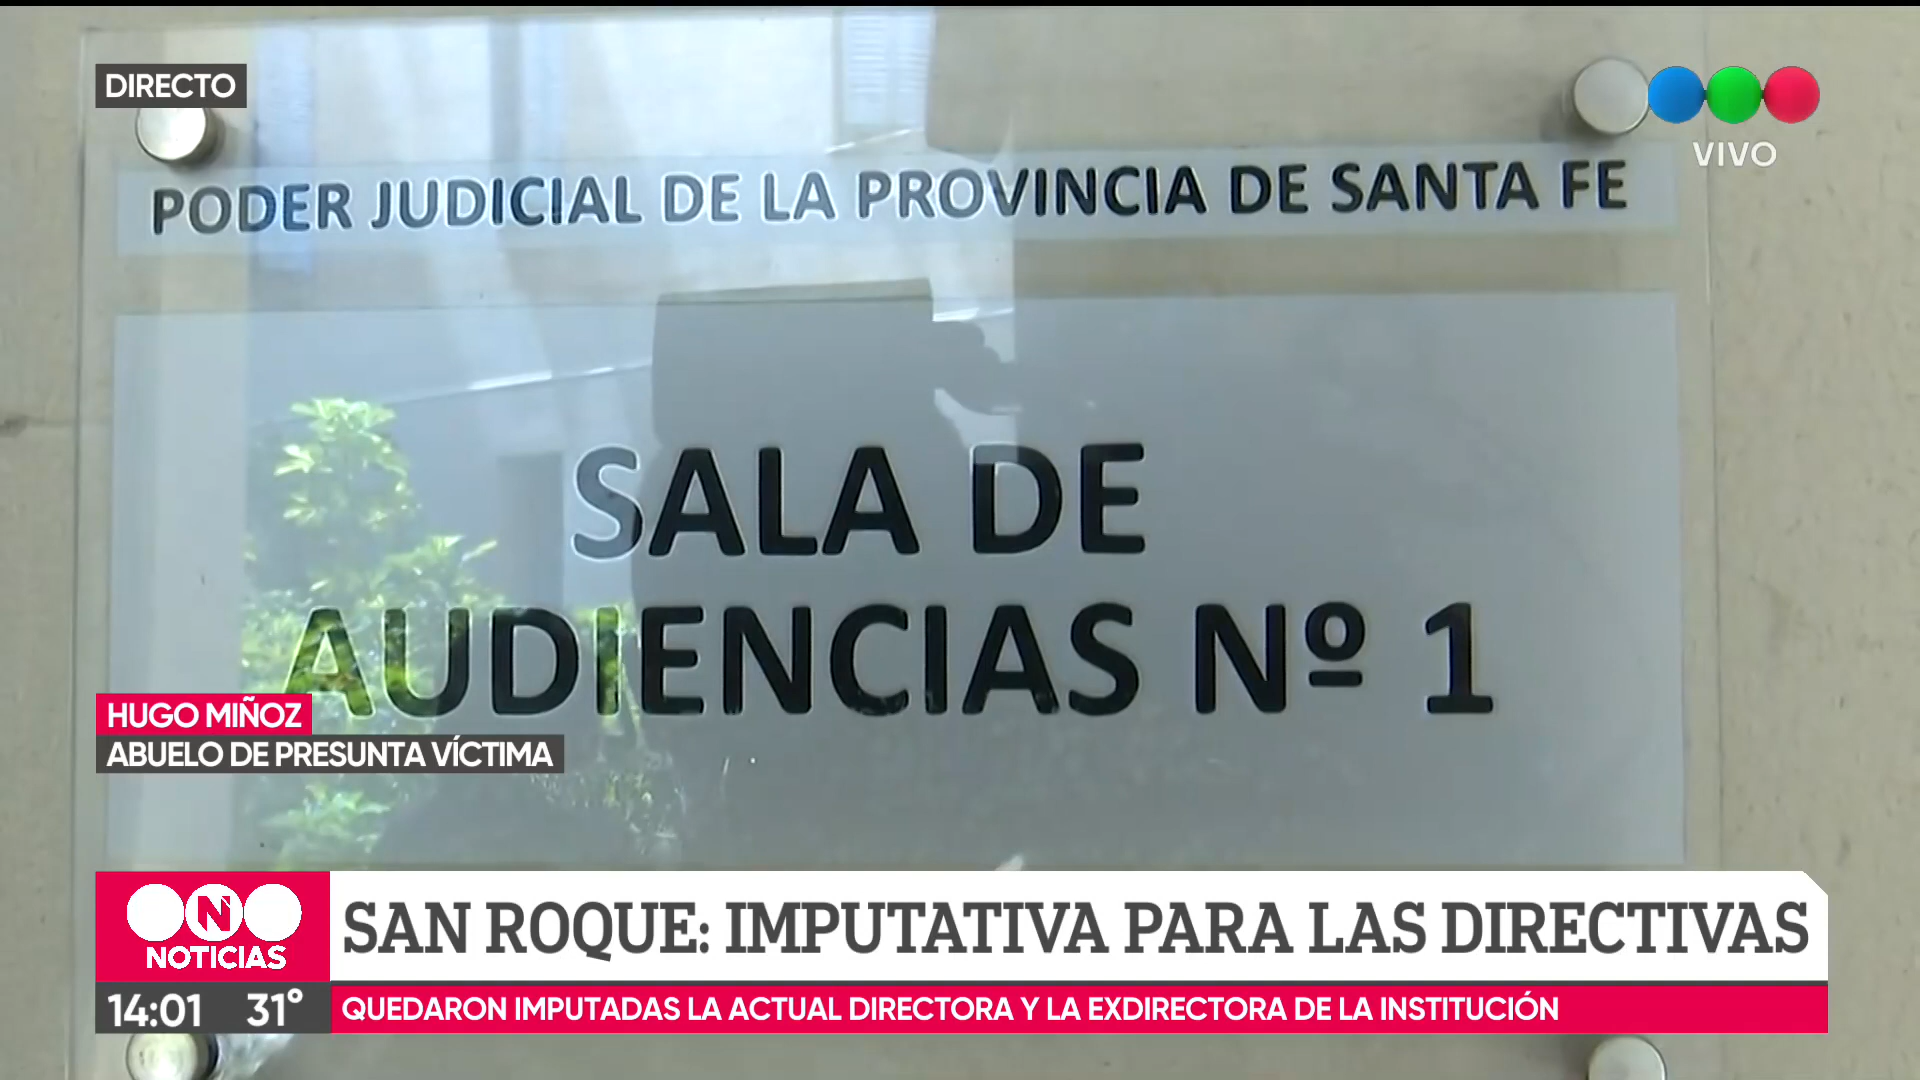 DIRECTO
VIVO
PODER JUDICIAL DE LA PROVINCIA DE SANTA FE
SALA DE
AUDIENCIAS Nº 1
HUGO MIÑOZ
ABUELO DE PRESUNTA VÍCTIMA
N
NOTICIAS
SAN ROQUE: IMPUTATIVA PARA LAS DIRECTIVAS
14:01 31°
QUEDARON IMPUTADAS LA ACTUAL DIRECTORA Y LA EXDIRECTORA DE LA INSTITUCIÓN